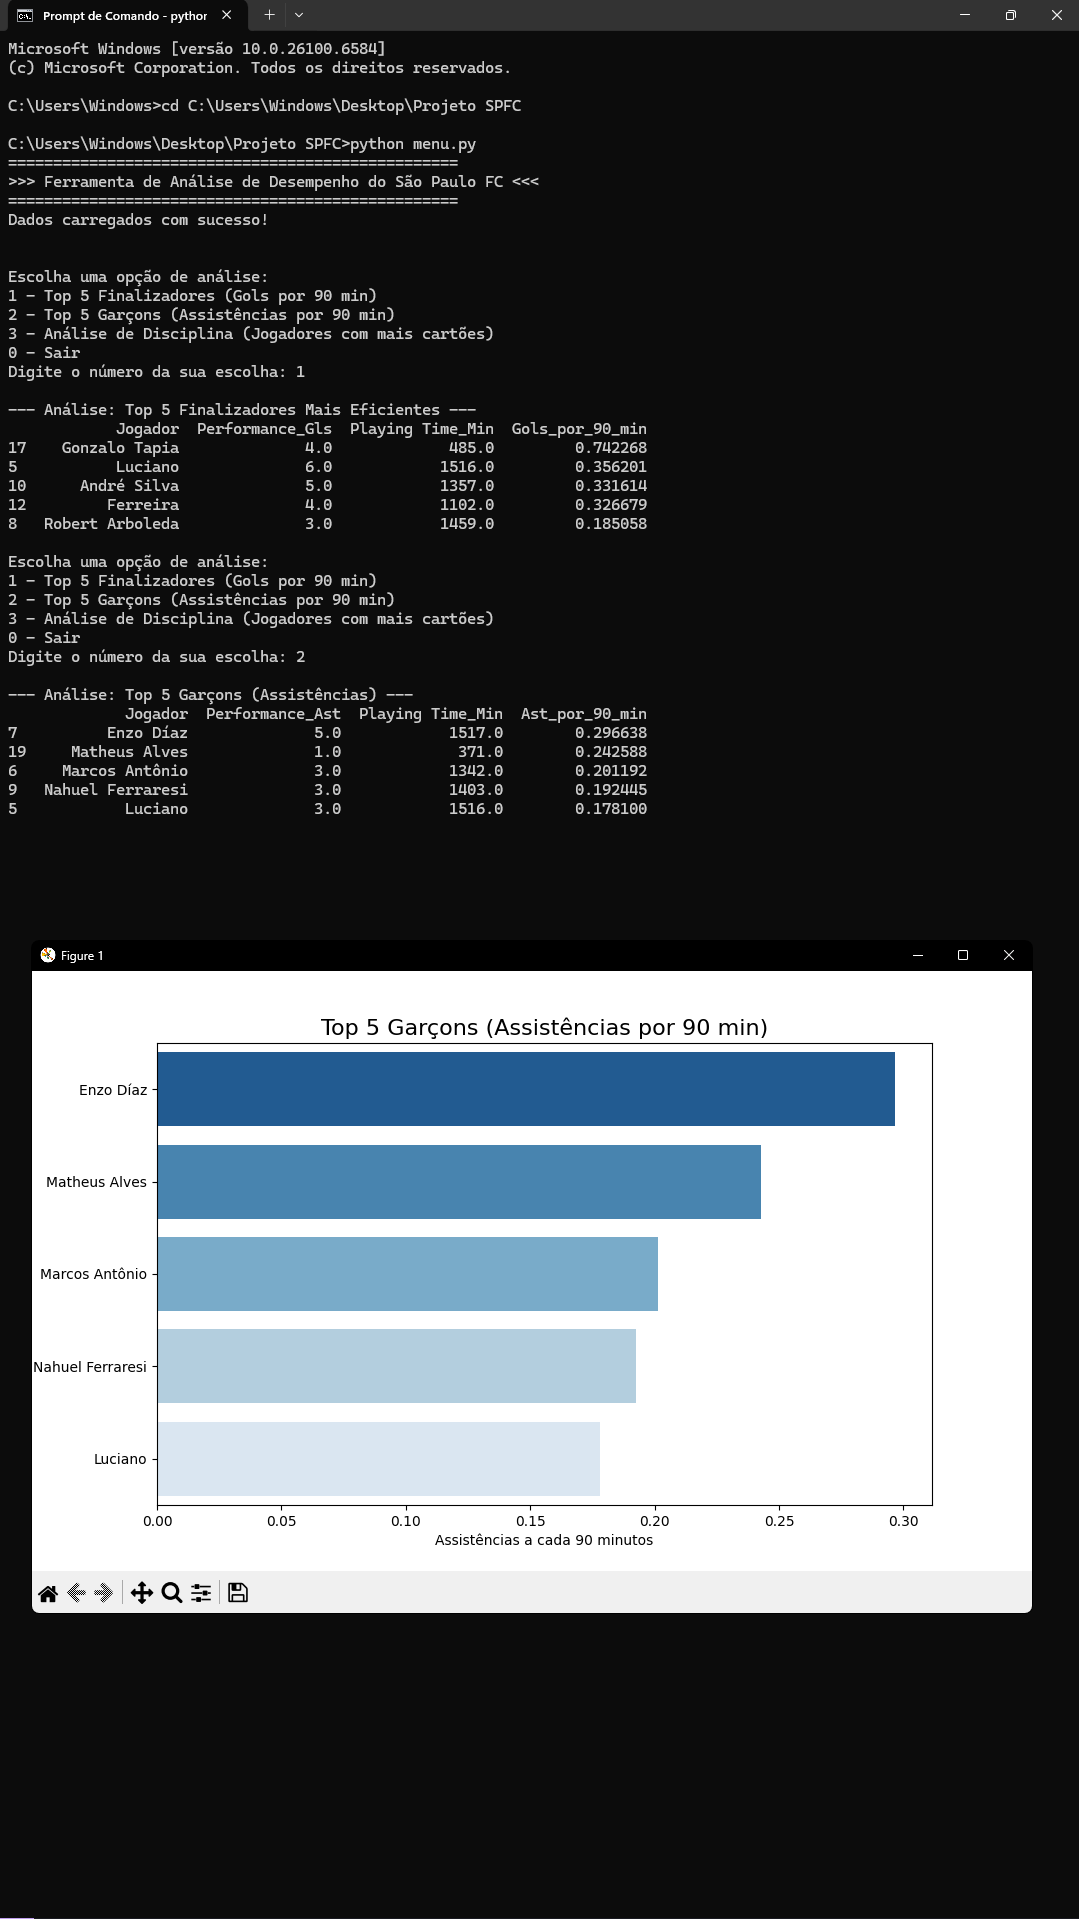 Prompt de Comando - python
Microsoft Windows [versão 10.0.26100.6584]
(c) Microsoft Corporation. Todos os direitos reservados.
C:\Users\Windows>cd C:\Users\Windows\Desktop\Projeto SPFC
C:\Users\Windows\Desktop\Projeto SPFC>python menu.py
==================================================
>>> Ferramenta de Análise de Desempenho do São Paulo FC <<<
==================================================
Dados carregados com sucesso!
Escolha uma opção de análise:
1 - Top 5 Finalizadores (Gols por 90 min)
2 - Top 5 Garçons (Assistências por 90 min)
3 - Análise de Disciplina (Jogadores com mais cartões)
0 - Sair
Digite o número da sua escolha: 1
--- Análise: Top 5 Finalizadores Mais Eficientes ---
Jogador Performance_Gls Playing Time_Min Gols_por_90_min
17 Gonzalo Tapia 4.0 485.0 0.742268
5 Luciano 6.0 1516.0 0.356201
10 André Silva 5.0 1357.0 0.331614
12 Ferreira 4.0 1102.0 0.326679
8 Robert Arboleda 3.0 1459.0 0.185058
Escolha uma opção de análise:
1 - Top 5 Finalizadores (Gols por 90 min)
2 - Top 5 Garçons (Assistências por 90 min)
3 - Análise de Disciplina (Jogadores com mais cartões)
0 - Sair
Digite o número da sua escolha: 2
--- Análise: Top 5 Garçons (Assistências) ---
Jogador Performance_Ast Playing Time_Min Ast_por_90_min
7 Enzo Díaz 5.0 1517.0 0.296638
19 Matheus Alves 1.0 371.0 0.242588
6 Marcos Antônio 3.0 1342.0 0.201192
9 Nahuel Ferraresi 3.0 1403.0 0.192445
5 Luciano 3.0 1516.0 0.178100
Figure 1
Top 5 Garçons (Assistências por 90 min)
Enzo Díaz
Matheus Alves
Marcos Antônio
Nahuel Ferraresi
Luciano
0.00 0.05 0.10 0.15 0.20 0.25 0.30
Assistências a cada 90 minutos